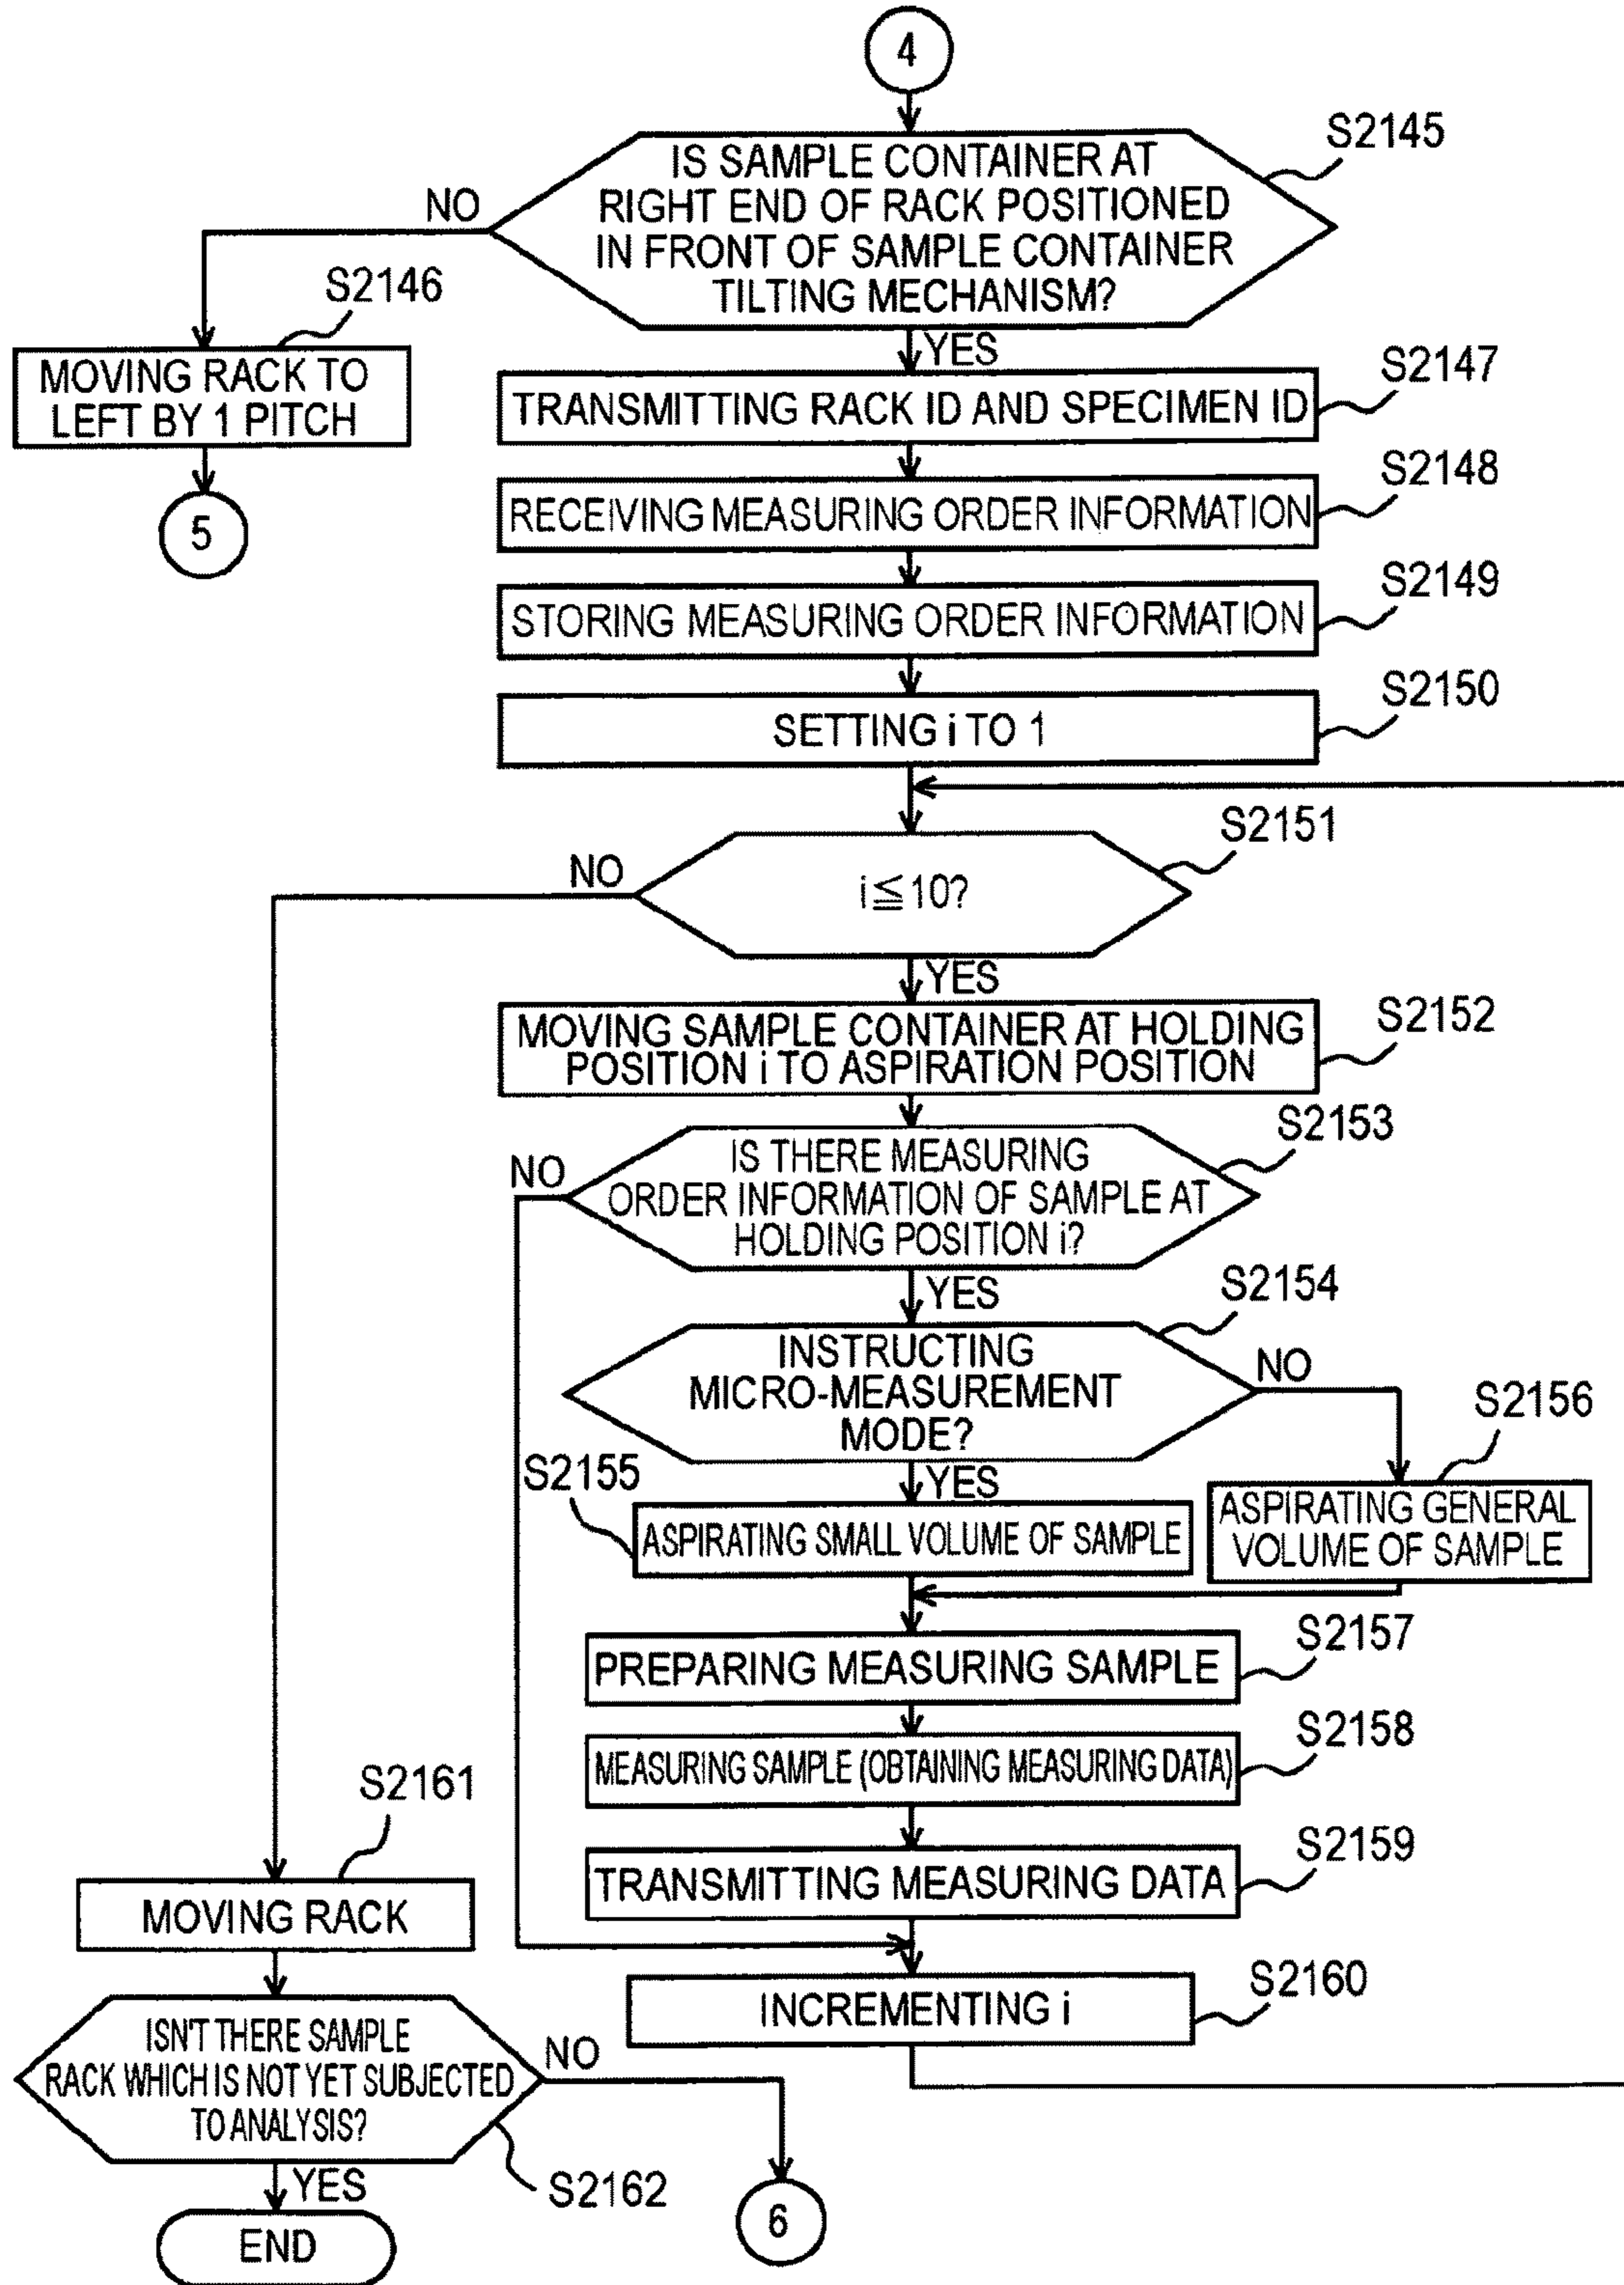 4
IS SAMPLE CONTAINER AT
RIGHT END OF RACK POSITIONED
IN FRONT OF SAMPLE CONTAINER
TILTING MECHANISM?
S2145
NO
YES
S2146
MOVING RACK TO
LEFT BY 1 PITCH
5
TRANSMITTING RACK ID AND SPECIMEN ID
S2147
RECEIVING MEASURING ORDER INFORMATION
S2148
STORING MEASURING ORDER INFORMATION
S2149
SETTING i TO 1
S2150
i≦10?
S2151
NO
YES
MOVING SAMPLE CONTAINER AT HOLDING
POSITION i TO ASPIRATION POSITION
S2152
IS THERE MEASURING
ORDER INFORMATION OF SAMPLE AT
HOLDING POSITION i?
S2153
NO
YES
INSTRUCTING
MICRO-MEASUREMENT
MODE?
S2154
NO
YES
S2155
ASPIRATING SMALL VOLUME OF SAMPLE
S2156
ASPIRATING GENERAL
VOLUME OF SAMPLE
PREPARING MEASURING SAMPLE
S2157
MEASURING SAMPLE (OBTAINING MEASURING DATA)
S2158
TRANSMITTING MEASURING DATA
S2159
INCREMENTING i
S2160
S2161
MOVING RACK
ISN'T THERE SAMPLE
RACK WHICH IS NOT YET SUBJECTED
TO ANALYSIS?
NO
S2162
YES
END
6